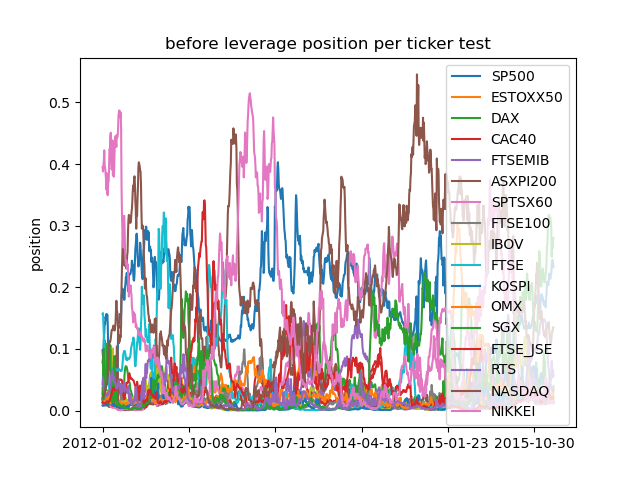 before leverage position per ticker test
position
0.5
0.4
0.3
0.2
0.1
0.0
2012-01-02 2012-10-08 2013-07-15 2014-04-18 2015-01-23 2015-10-30
SP500
ESTOXX50
DAX
CAC40
FTSEMIB
ASXPI200
SPTSX60
FTSE100
IBOV
FTSE
KOSPI
OMX
SGX
FTSE_JSE
RTS
NASDAQ
NIKKEI